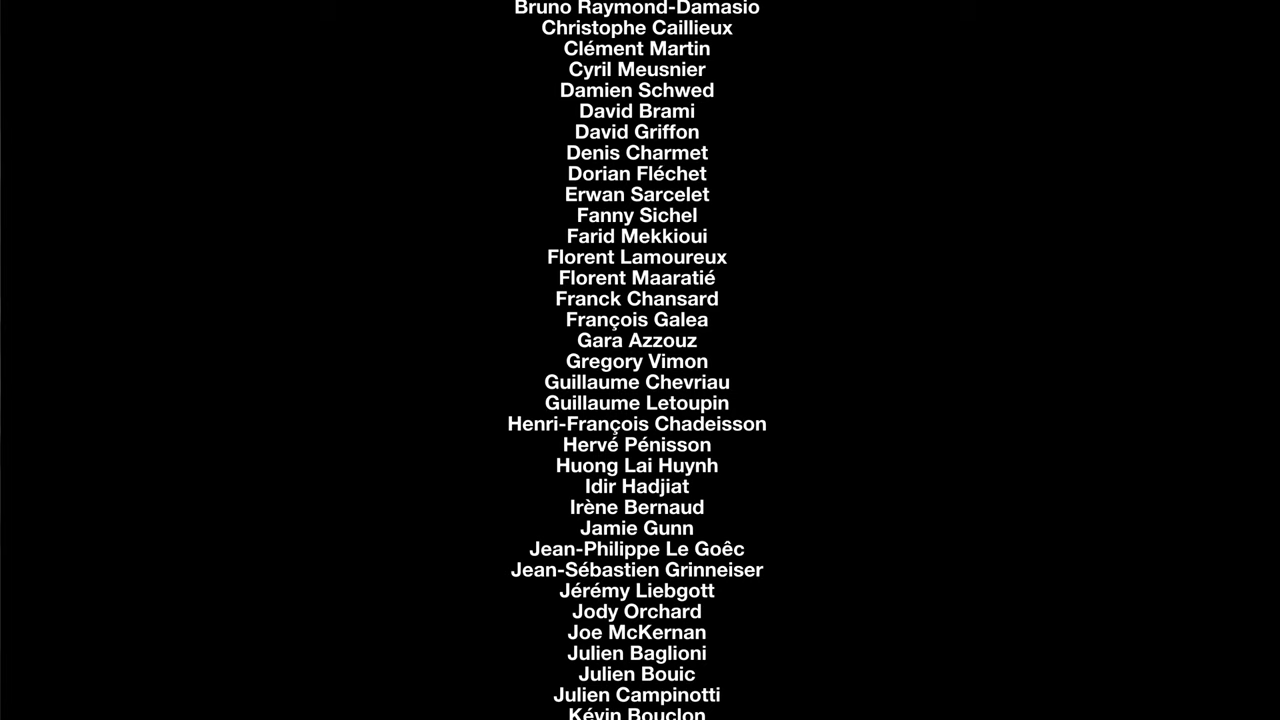 Bruno Raymond-Damasio
Christophe Caillieux
Clément Martin
Cyril Meusnier
Damien Schwed
David Brami
David Griffon
Denis Charmet
Dorian Fléchet
Erwan Sarcelet
Fanny Sichel
Farid Mekkioui
Florent Lamoureux
Florent Maaratié
Franck Chansard
François Galea
Gara Azzouz
Gregory Vimon
Guillaume Chevriau
Guillaume Letoupin
Henri-François Chadeisson
Hervé Pénisson
Huong Lai Huynh
Idir Hadjiat
Irène Bernaud
Jamie Gunn
Jean-Philippe Le Goêc
Jean-Sébastien Grinneiser
Jérémy Liebgott
Jody Orchard
Joe McKernan
Julien Baglioni
Julien Bouic
Julien Campinotti
Kévin Bouclon